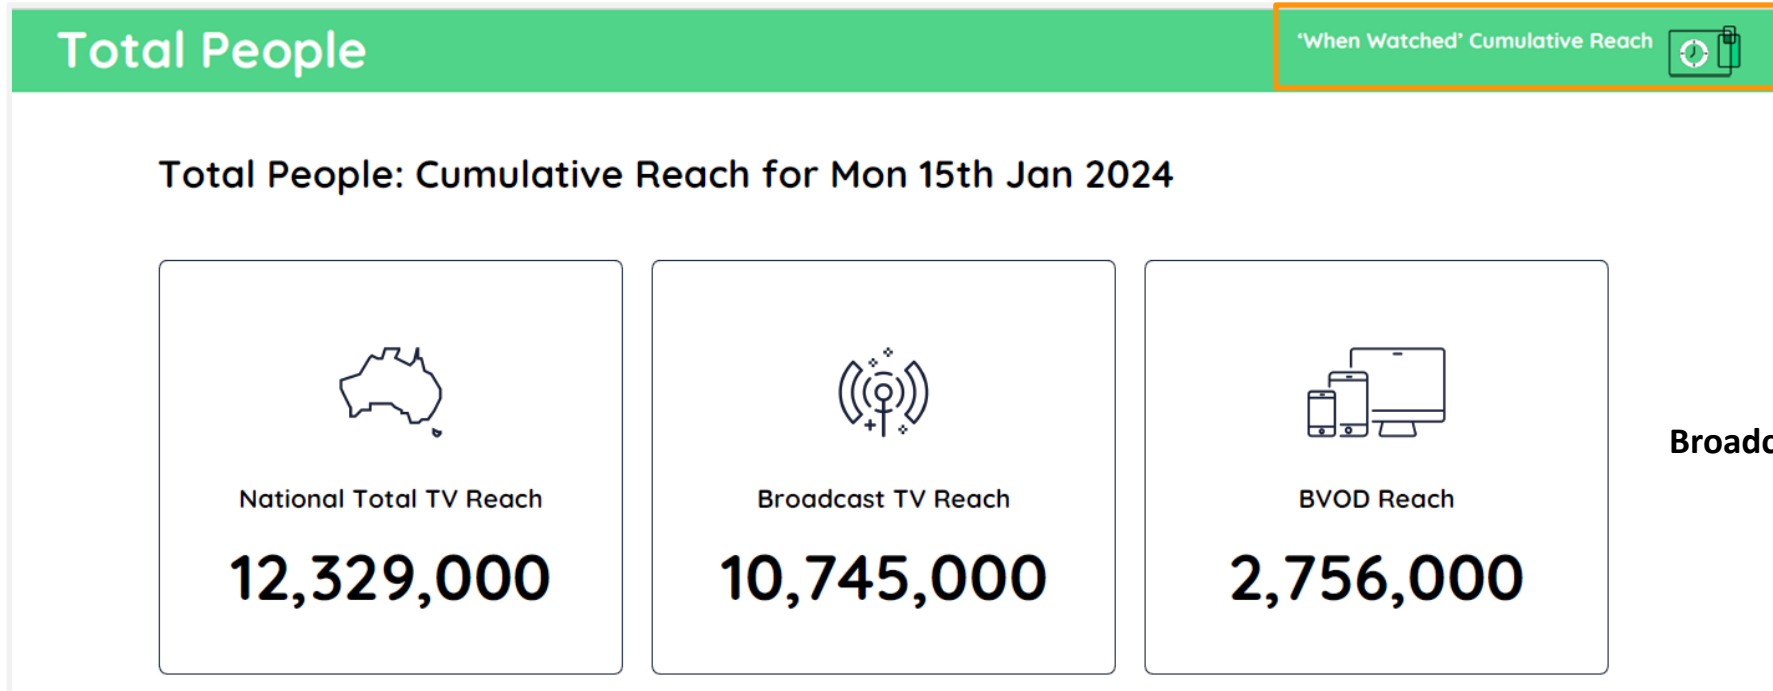 Total People
‘When Watched’ Cumulative Reach
Total People: Cumulative Reach for Mon 15th Jan 2024
National Total TV Reach
12,329,000
Broadcast TV Reach
10,745,000
BVOD Reach
2,756,000